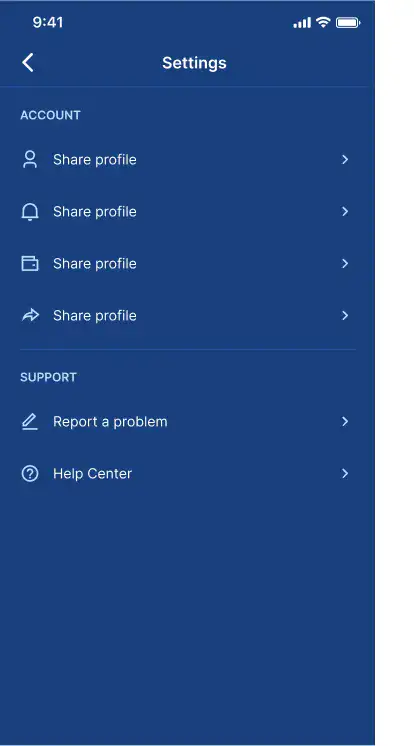 9:41
Settings
ACCOUNT
Share profile
Share profile
Share profile
Share profile
SUPPORT
Report a problem
Help Center